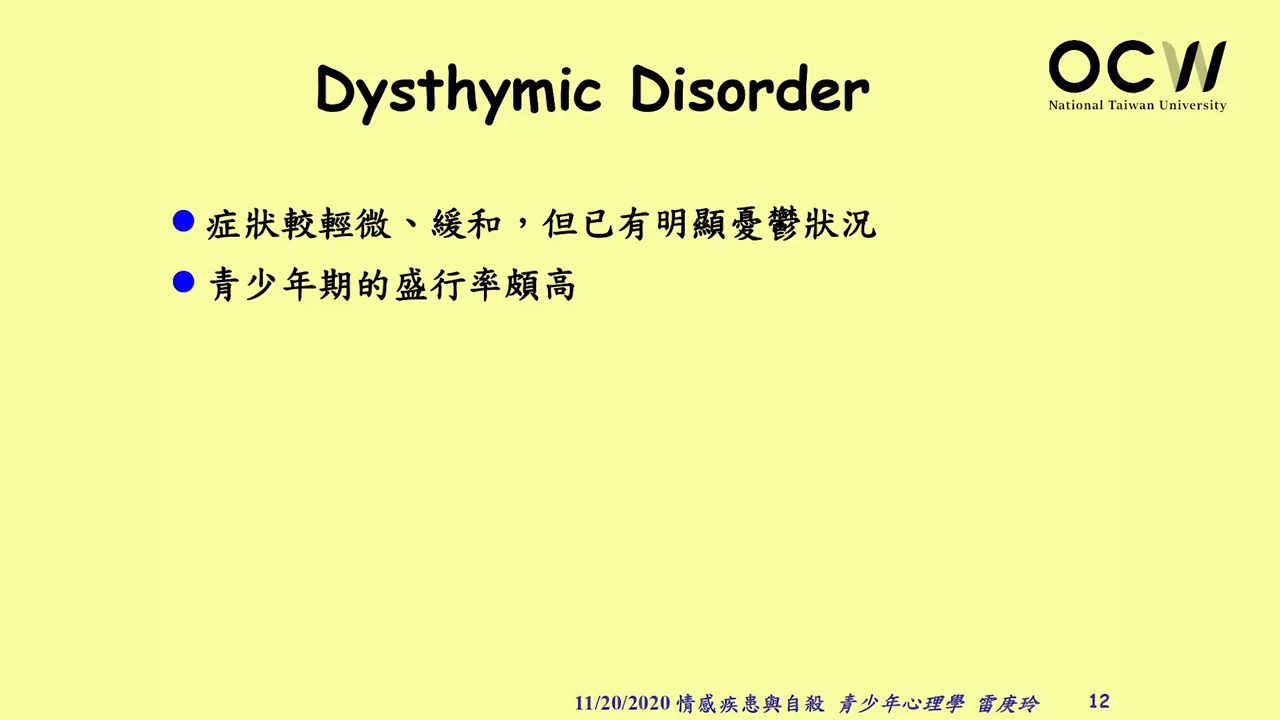 Dysthymic Disorder
OCW
National Taiwan University
症狀較輕微、緩和，但已有明顯憂鬱狀況
青少年期的盛行率頗高
11/20/2020 情感疾患與自殺 青少年心理學 雷庚玲 12